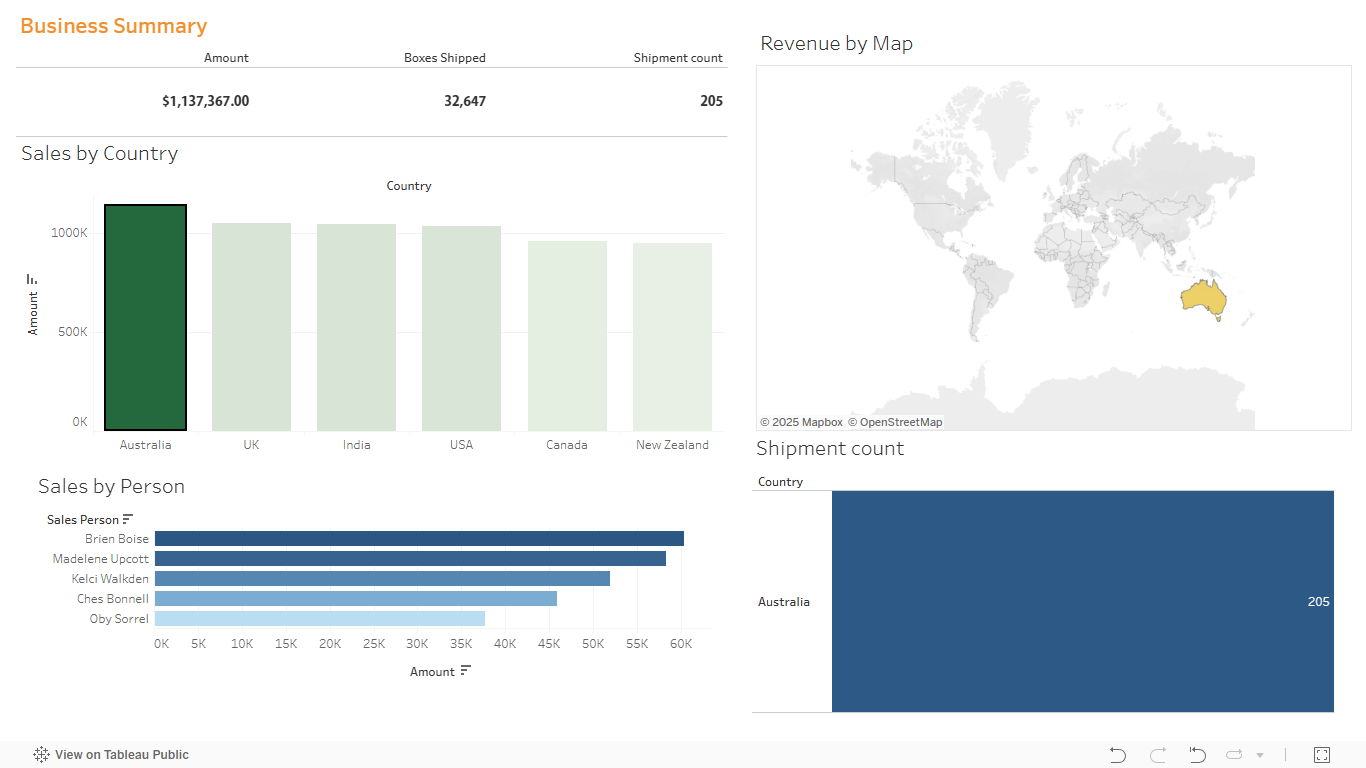 Business Summary
Amount Boxes Shipped Shipment count
$1,137,367.00 32,647 205
Sales by Country
Country
1000K
500K
0K
Amount
Australia UK India USA Canada New Zealand
Sales by Person
Sales Person
Brien Boise
Madelene Upcott
Kelci Walkden
Ches Bonnell
Oby Sorrel
0K 5K 10K 15K 20K 25K 30K 35K 40K 45K 50K 55K 60K
Amount
Revenue by Map
© 2025 Mapbox © OpenStreetMap
Shipment count
Country
Australia 205
View on Tableau Public